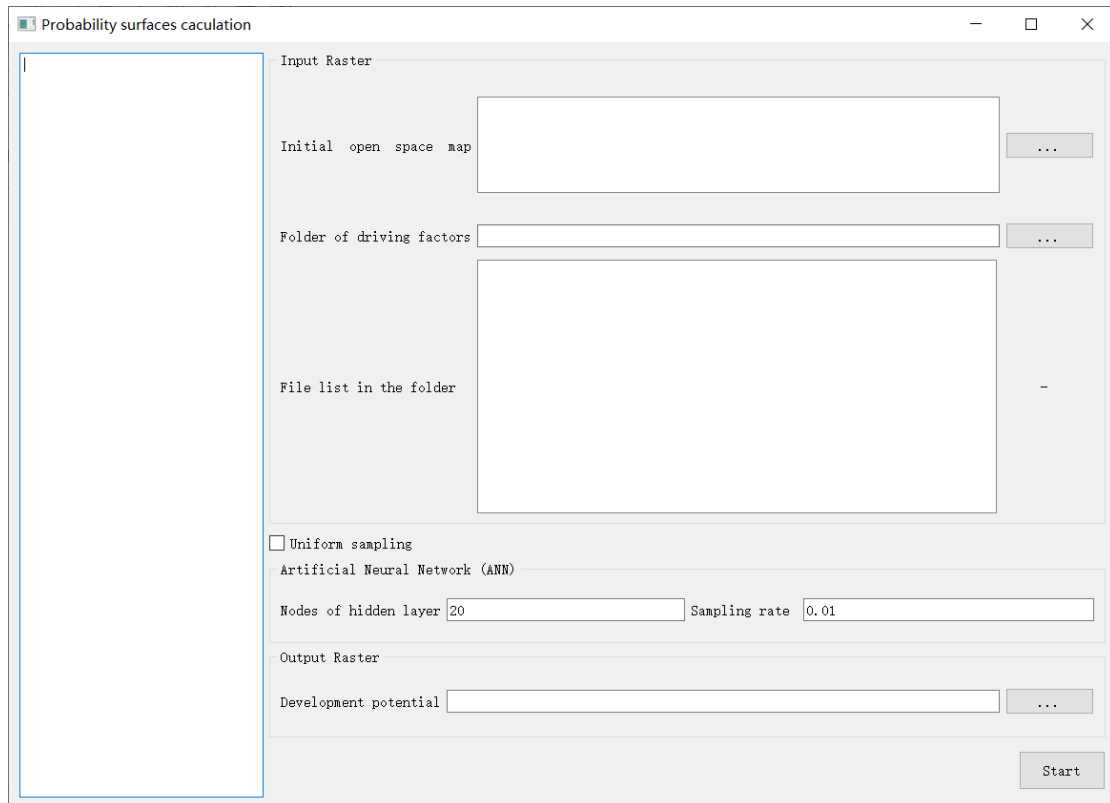 Probability surfaces caculation
Input Raster
Initial open space map
...
Folder of driving factors
...
File list in the folder
-
Uniform sampling
Artificial Neural Network (ANN)
Nodes of hidden layer 20 Sampling rate 0.01
Output Raster
Development potential
...
Start